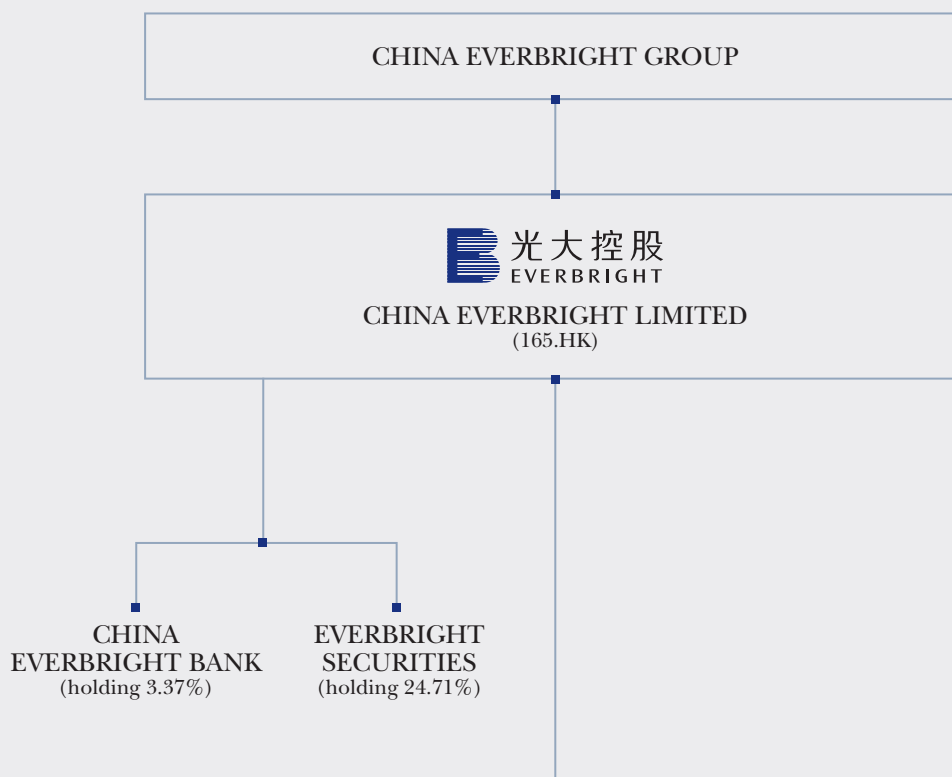 CHINA EVERBRIGHT GROUP
光大控股
EVERBRIGHT
CHINA EVERBRIGHT LIMITED
(165.HK)
CHINA
EVERBRIGHT BANK
(holding 3.37%)
EVERBRIGHT
SECURITIES
(holding 24.71%)